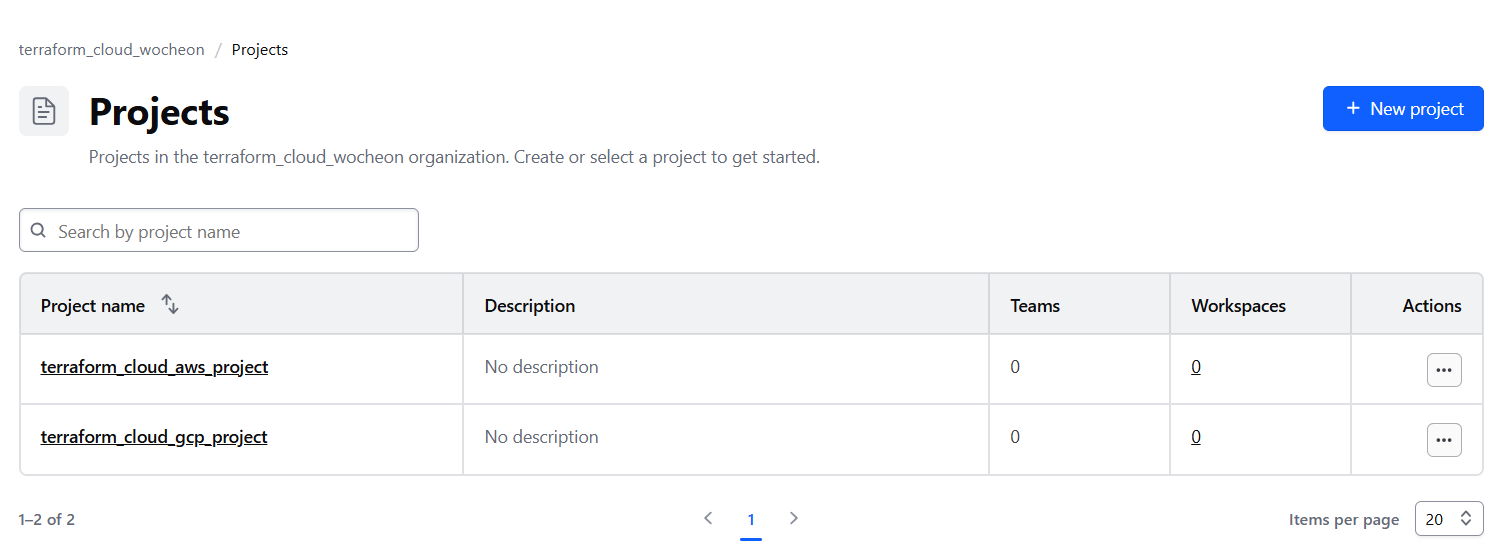 terraform_cloud_wocheon / Projects
Projects
+ New project
Projects in the terraform_cloud_wocheon organization. Create or select a project to get started.
Search by project name
Project name Description Teams Workspaces Actions
terraform_cloud_aws_project No description 0 0 •••
terraform_cloud_gcp_project No description 0 0 •••
1–2 of 2 1 Items per page 20